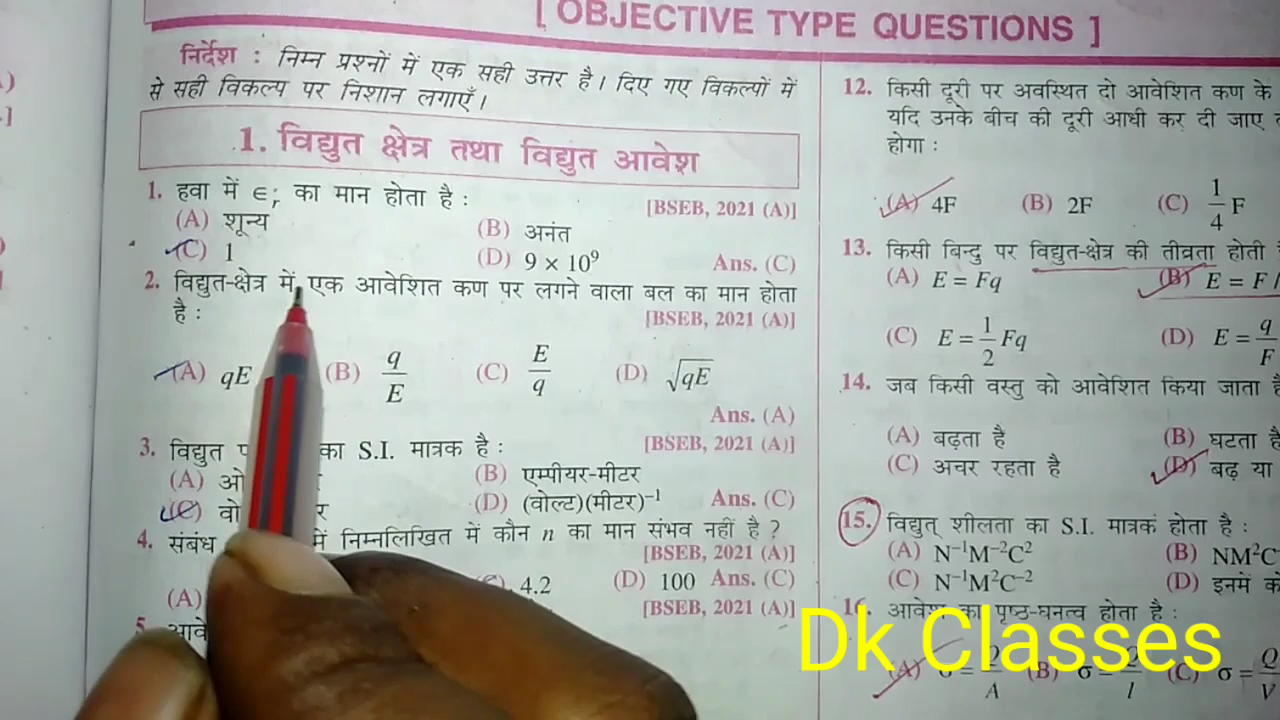 [ OBJECTIVE TYPE QUESTIONS ]
निर्देश : निम्न प्रश्नों में एक सही उत्तर है। दिए गए विकल्पों में
से सही विकल्प पर निशान लगाएँ।
1. विद्युत क्षेत्र तथा विद्युत आवेश
1. हवा में ∈r का मान होता है :
[BSEB, 2021 (A)]
(A) शून्य (B) अनंत
(C) 1 (D) 9 × 10⁹ Ans. (C)
2. विद्युत-क्षेत्र में एक आवेशित कण पर लगने वाला बल का मान होता
है : [BSEB, 2021 (A)]
(A) qE (B) q/E (C) E/q (D) √qE
Ans. (A)
3. विद्युत का S.I. मात्रक है : [BSEB, 2021 (A)]
(A) (B) एम्पीयर-मीटर
(C) (D) (वोल्ट)(मीटर)⁻¹ Ans. (C)
4. संबंध में निम्नलिखित में कौन n का मान संभव नहीं है ?
[BSEB, 2021 (A)]
(A) 4.2 (D) 100 Ans. (C)
5. [BSEB, 2021 (A)]
12. किसी दूरी पर अवस्थित दो आवेशित कण के
यदि उनके बीच की दूरी आधी कर दी जाए
होगा :
(A) 4F (B) 2F (C) 1/4 F
13. किसी बिन्दु पर विद्युत-क्षेत्र की तीव्रता होती
(A) E = Fq (B) E = F /
(C) E = 1/2 Fq (D) E = q/F
14. जब किसी वस्तु को आवेशित किया जाता
(A) बढ़ता है (B) घटता है
(C) अचर रहता है (D) बढ़ या
15. विद्युत् शीलता का S.I. मात्रकं होता है :
(A) N⁻¹M⁻²C² (B) NM²C
(C) N⁻¹M²C⁻² (D) इनमें
16. आवेश का पृष्ठ-घनत्व होता है :
Dk Classes
(A) (B) (C) σ = Q/V